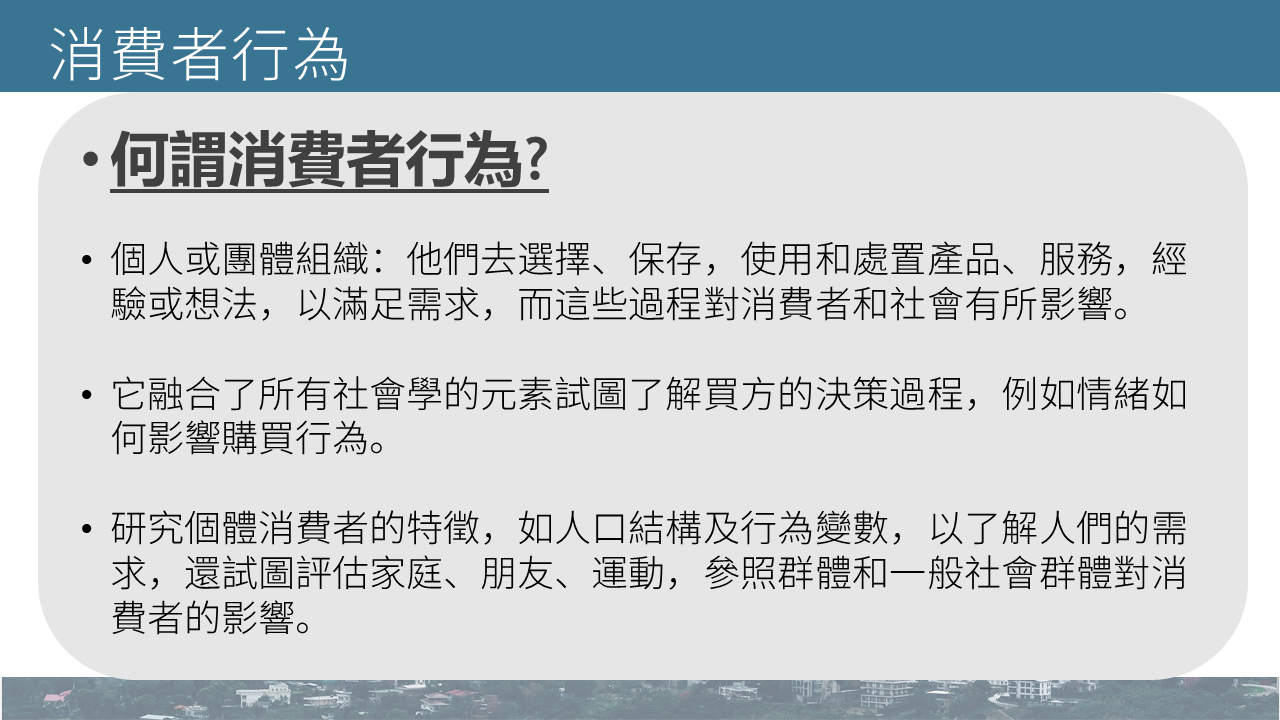 消費者行為
•何謂消費者行為?
• 個人或團體組織：他們去選擇、保存，使用和處置產品、服務，經
驗或想法，以滿足需求，而這些過程對消費者和社會有所影響。
• 它融合了所有社會學的元素試圖了解買方的決策過程，例如情緒如
何影響購買行為。
• 研究個體消費者的特徵，如人口結構及行為變數，以了解人們的需
求，還試圖評估家庭、朋友、運動，參照群體和一般社會群體對消
費者的影響。